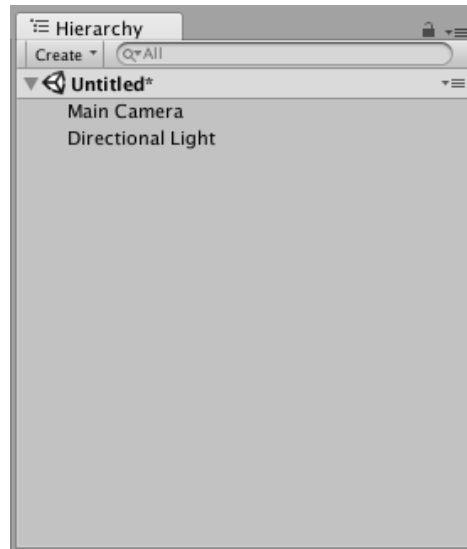 Hierarchy
Create All
Untitled*
Main Camera
Directional Light